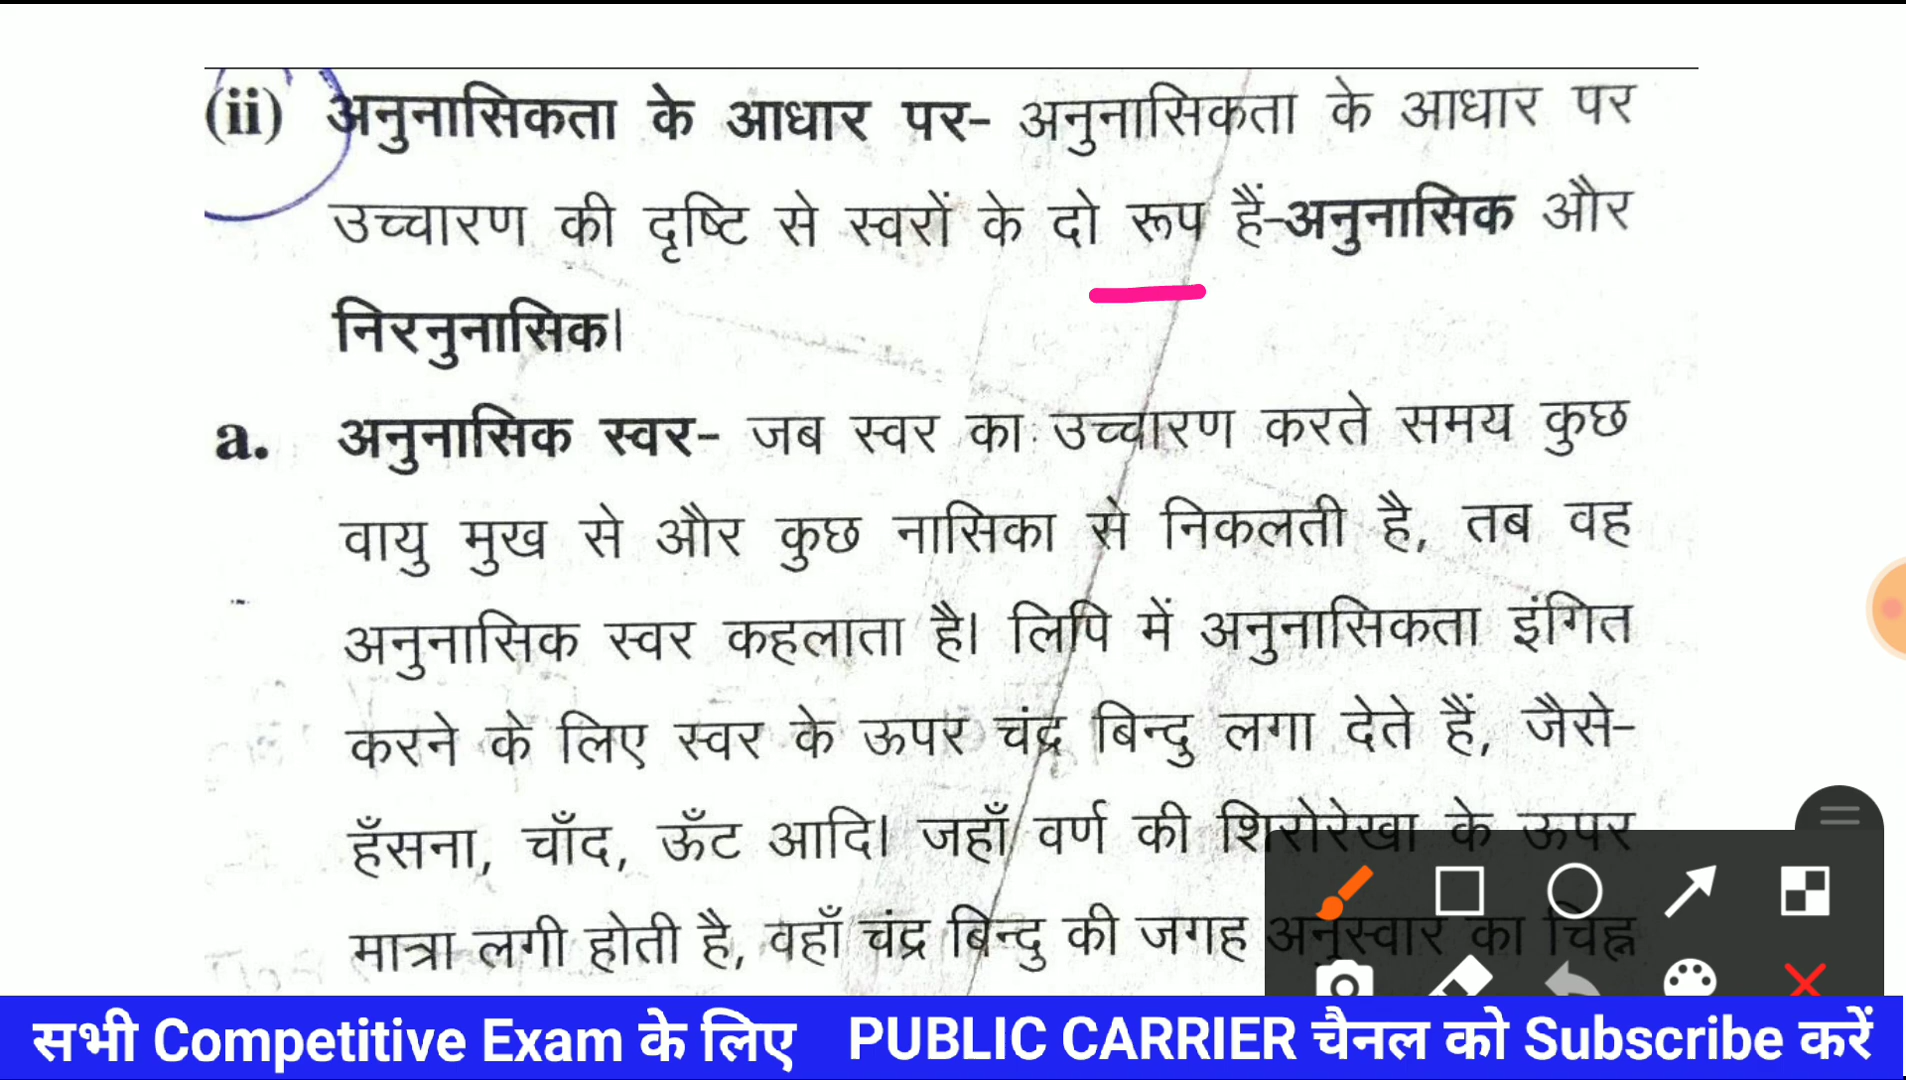 (ii) अनुनासिकता के आधार पर- अनुनासिकता के आधार पर
उच्चारण की दृष्टि से स्वरों के दो रूप हैं-अनुनासिक और
निरनुनासिक।
a. अनुनासिक स्वर- जब स्वर का उच्चारण करते समय कुछ
वायु मुख से और कुछ नासिका से निकलती है, तब वह
अनुनासिक स्वर कहलाता है। लिपि में अनुनासिकता इंगित
करने के लिए स्वर के ऊपर चंद्र बिन्दु लगा देते हैं, जैसे-
हँसना, चाँद, ऊँट आदि। जहाँ वर्ण की शिरोरेखा के ऊपर
मात्रा लगी होती है, वहाँ चंद्र बिन्दु की जगह अनुस्वार का चिह्न
सभी Competitive Exam के लिए PUBLIC CARRIER चैनल को Subscribe करें